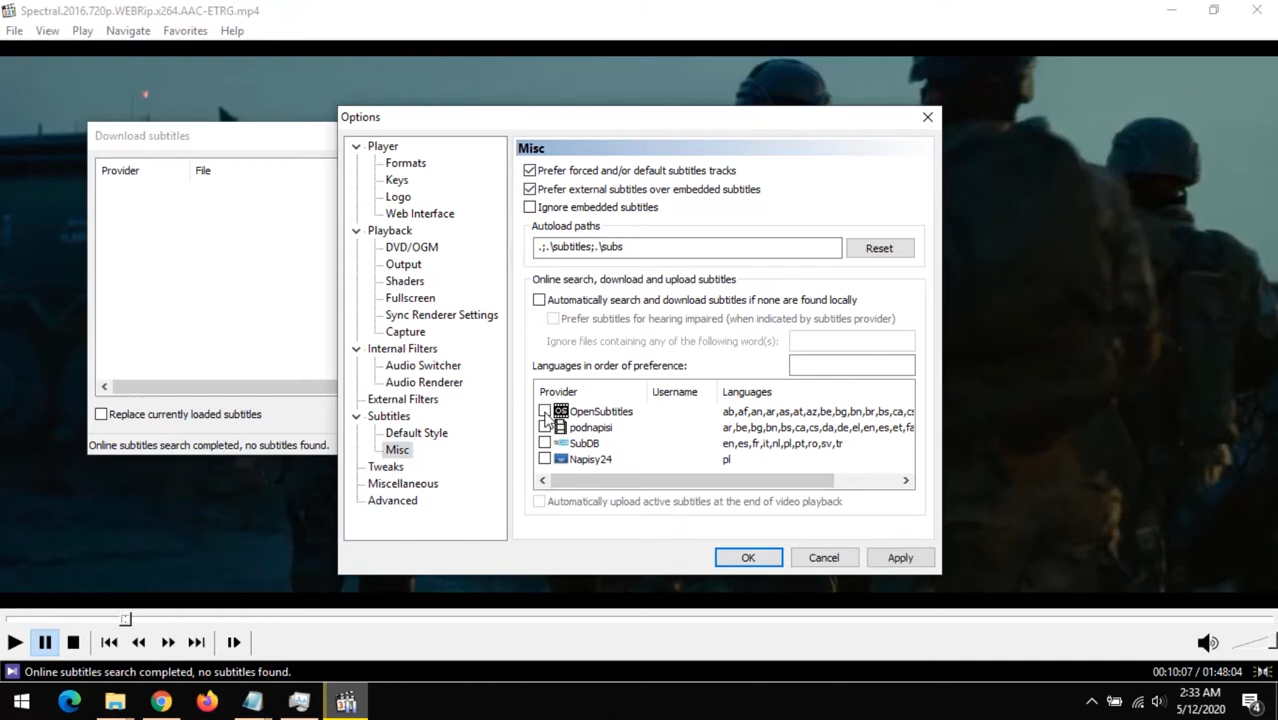 Spectral.2016.720p.WEBRip.x264.AAC-ETRG.mp4
File View Play Navigate Favorites Help
Download subtitles
Provider File
Replace currently loaded subtitles
Online subtitles search completed, no subtitles found.
Options
Player
Formats
Keys
Logo
Web Interface
Playback
DVD/OGM
Output
Shaders
Fullscreen
Sync Renderer Settings
Capture
Internal Filters
Audio Switcher
Audio Renderer
External Filters
Subtitles
Default Style
Misc
Tweaks
Miscellaneous
Advanced
Misc
Prefer forced and/or default subtitles tracks
Prefer external subtitles over embedded subtitles
Ignore embedded subtitles
Autoload paths
.;.\subtitles;.\subs Reset
Online search, download and upload subtitles
Automatically search and download subtitles if none are found locally
Prefer subtitles for hearing impaired (when indicated by subtitles provider)
Ignore files containing any of the following word(s):
Languages in order of preference:
Provider Username Languages
OS OpenSubtitles ab,af,an,ar,as,at,az,be,bg,bn,br,bs,ca,cs
podnapisi ar,be,bg,bn,bs,ca,cs,da,de,el,en,es,et,fa
SubDB en,es,fr,it,nl,pl,pt,ro,sv,tr
Napisy24 pl
Automatically upload active subtitles at the end of video playback
OK Cancel Apply
Online subtitles search completed, no subtitles found. 00:10:07 / 01:48:04
2:33 AM
5/12/2020
4